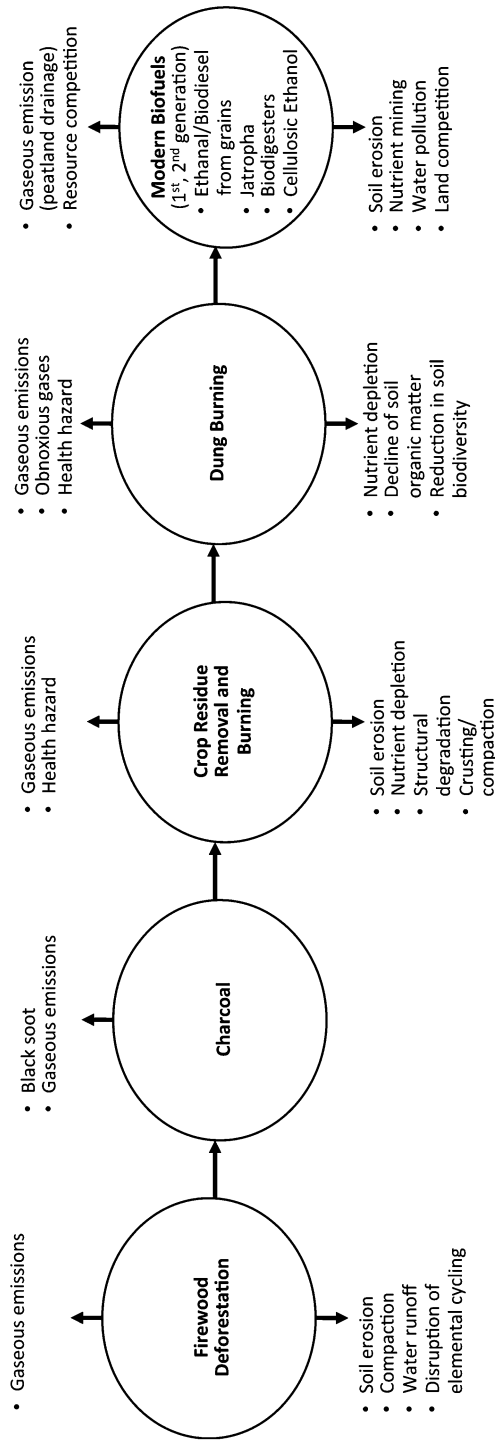 • Gaseous emissions
Firewood
Deforestation
• Soil erosion
• Compaction
• Water runoff
• Disruption of
elemental cycling
• Black soot
• Gaseous emissions
Charcoal
• Gaseous emissions
• Health hazard
Crop Residue
Removal and
Burning
• Soil erosion
• Nutrient depletion
• Structural
degradation
• Crusting/
compaction
• Gaseous emissions
• Obnoxious gases
• Health hazard
Dung Burning
• Nutrient depletion
• Decline of soil
organic matter
• Reduction in soil
biodiversity
• Gaseous emission
(peatland drainage)
• Resource competition
Modern Biofuels
(1st, 2nd generation)
• Ethanal/Biodiesel
from grains
• Jatropha
• Biodigesters
• Cellulosic Ethanol
• Soil erosion
• Nutrient mining
• Water pollution
• Land competition